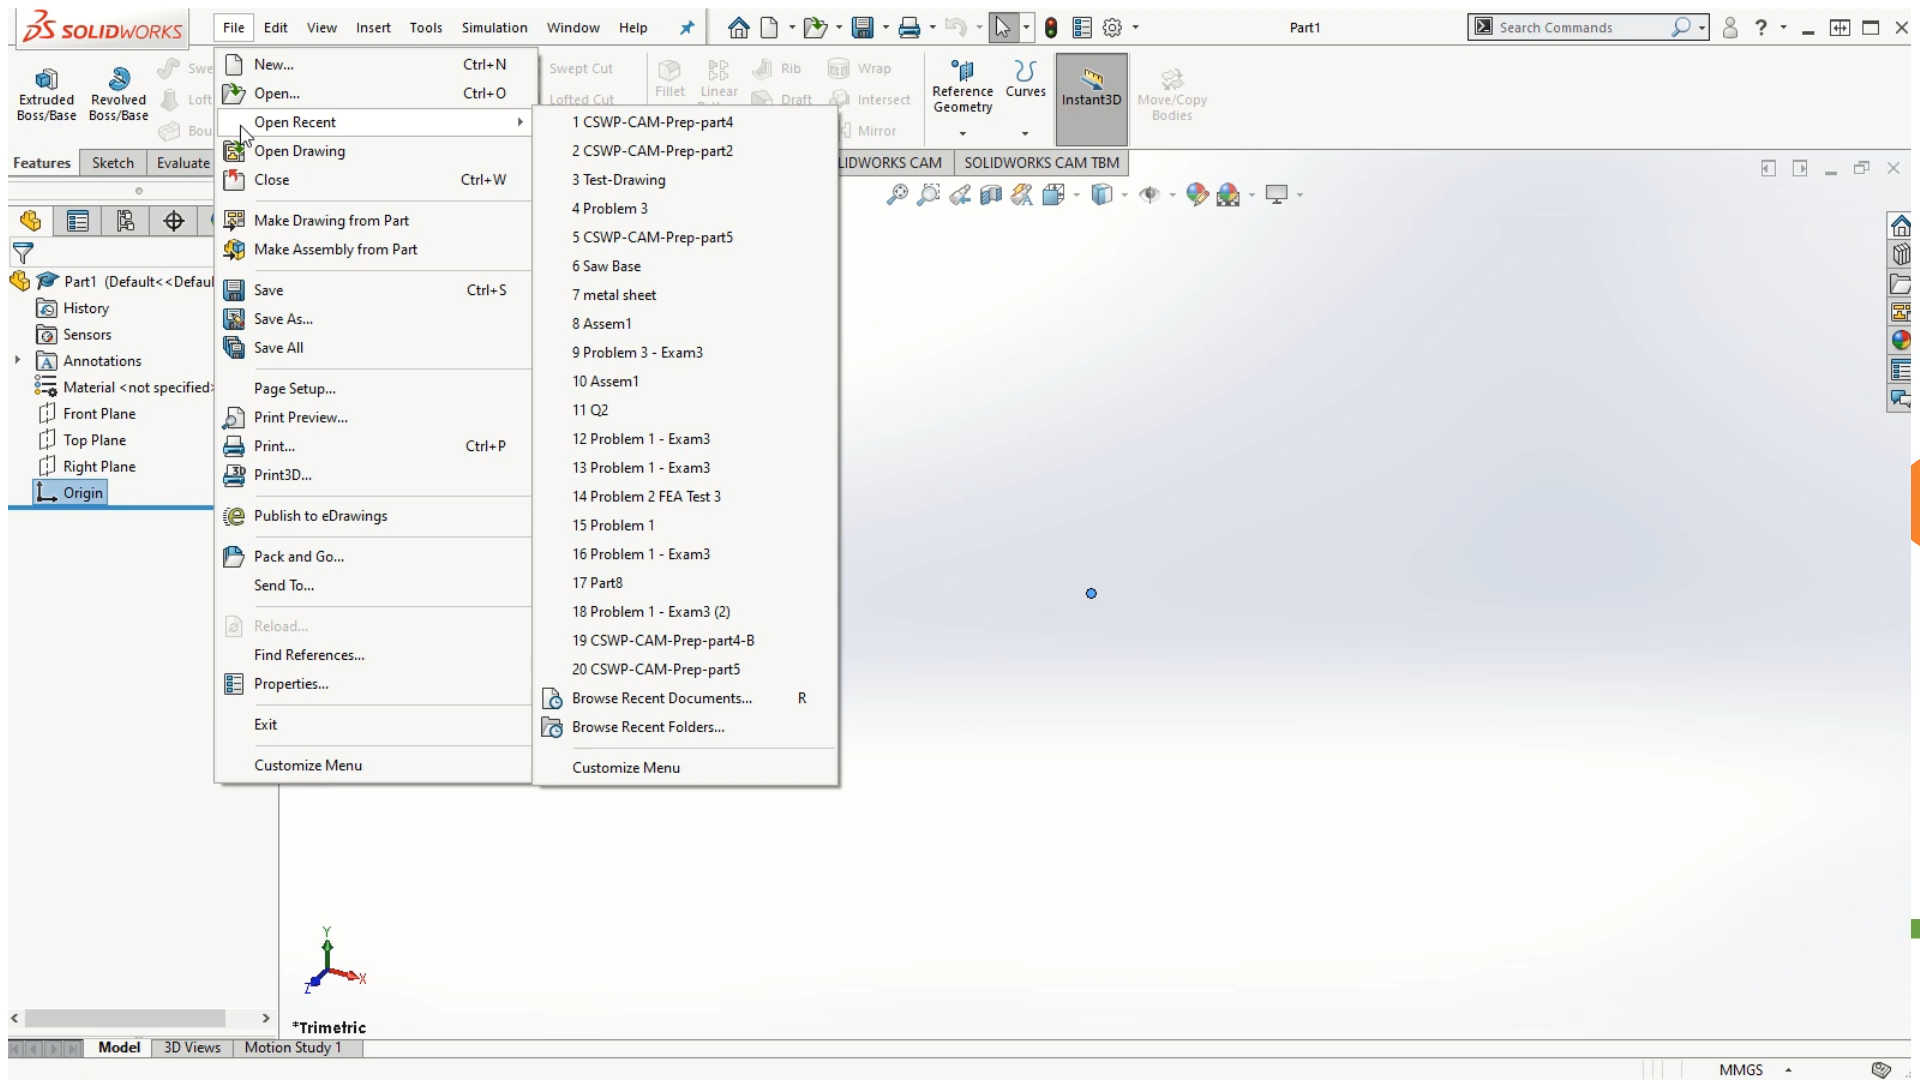 SOLIDWORKS
File Edit View Insert Tools Simulation Window Help
Part1
Search Commands
?
Extruded Boss/Base
Revolved Boss/Base
Swe
Loft
Bou
Swept Cut
Lofted Cut
Fillet
Linear
Rib
Draft
Wrap
Intersect
Mirror
Reference Geometry
Curves
Instant3D
Move/Copy Bodies
Features Sketch Evaluate
LIDWORKS CAM SOLIDWORKS CAM TBM
Part1 (Default<<Defaul
History
Sensors
Annotations
Material <not specified>
Front Plane
Top Plane
Right Plane
Origin
New... Ctrl+N
Open... Ctrl+O
Open Recent
Open Drawing
Close Ctrl+W
Make Drawing from Part
Make Assembly from Part
Save Ctrl+S
Save As...
Save All
Page Setup...
Print Preview...
Print... Ctrl+P
Print3D...
Publish to eDrawings
Pack and Go...
Send To...
Reload...
Find References...
Properties...
Exit
Customize Menu
1 CSWP-CAM-Prep-part4
2 CSWP-CAM-Prep-part2
3 Test-Drawing
4 Problem 3
5 CSWP-CAM-Prep-part5
6 Saw Base
7 metal sheet
8 Assem1
9 Problem 3 - Exam3
10 Assem1
11 Q2
12 Problem 1 - Exam3
13 Problem 1 - Exam3
14 Problem 2 FEA Test 3
15 Problem 1
16 Problem 1 - Exam3
17 Part8
18 Problem 1 - Exam3 (2)
19 CSWP-CAM-Prep-part4-B
20 CSWP-CAM-Prep-part5
Browse Recent Documents... R
Browse Recent Folders...
Customize Menu
Y
X
Z
*Trimetric
Model 3D Views Motion Study 1
MMGS